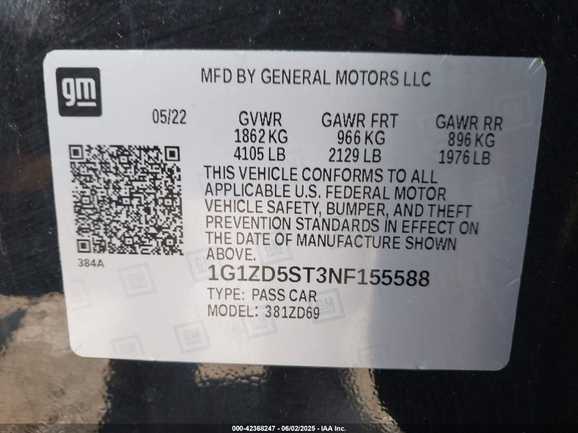 gm
MFD BY GENERAL MOTORS LLC
05/22 GVWR GAWR FRT GAWR RR
1862 KG 966 KG 896 KG
4105 LB 2129 LB 1976 LB
THIS VEHICLE CONFORMS TO ALL
APPLICABLE U.S. FEDERAL MOTOR
VEHICLE SAFETY, BUMPER, AND THEFT
PREVENTION STANDARDS IN EFFECT ON
THE DATE OF MANUFACTURE SHOWN
ABOVE.
384A
1G1ZD5ST3NF155588
TYPE: PASS CAR
MODEL: 381ZD69
000-42368247 - 06/02/2025 - IAA Inc.